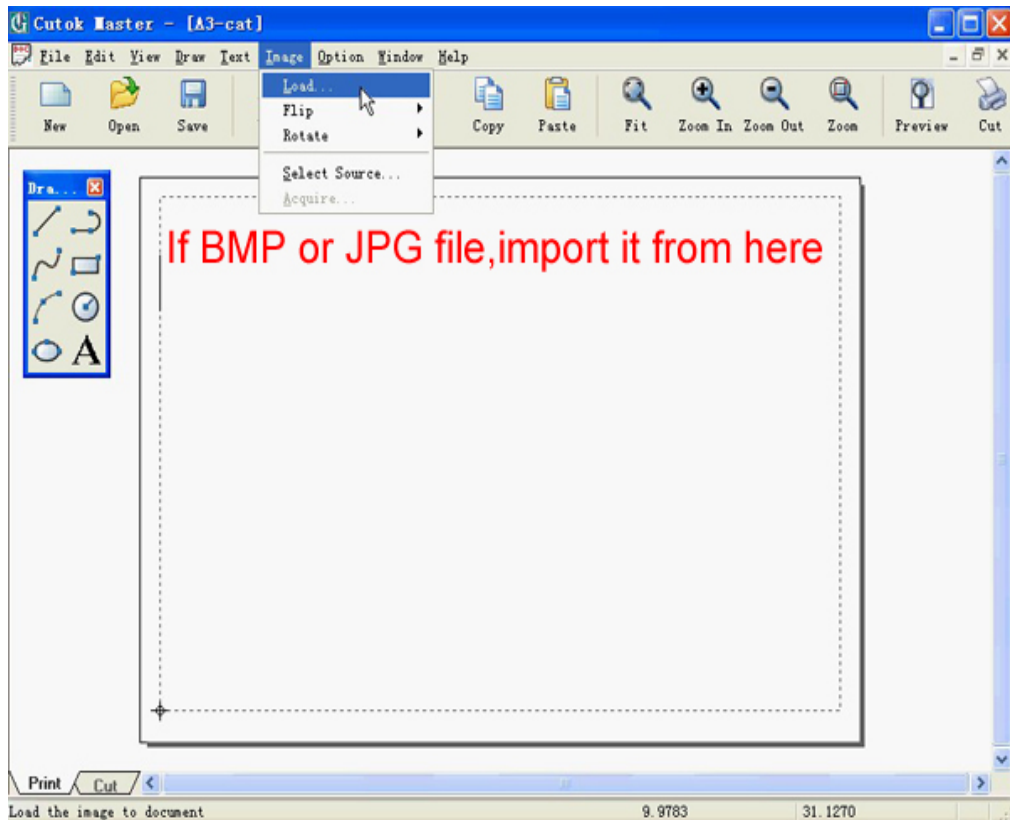 Cutok Master - [A3-cat]
File Edit View Draw Text Image Option Window Help
New Open Save Copy Paste Fit Zoom In Zoom Out Zoom Preview Cut
Load...
Flip
Rotate
Select Source...
Acquire...
Dra...
A
If BMP or JPG file,import it from here
Print Cut
Load the image to document 9.9783 31.1270